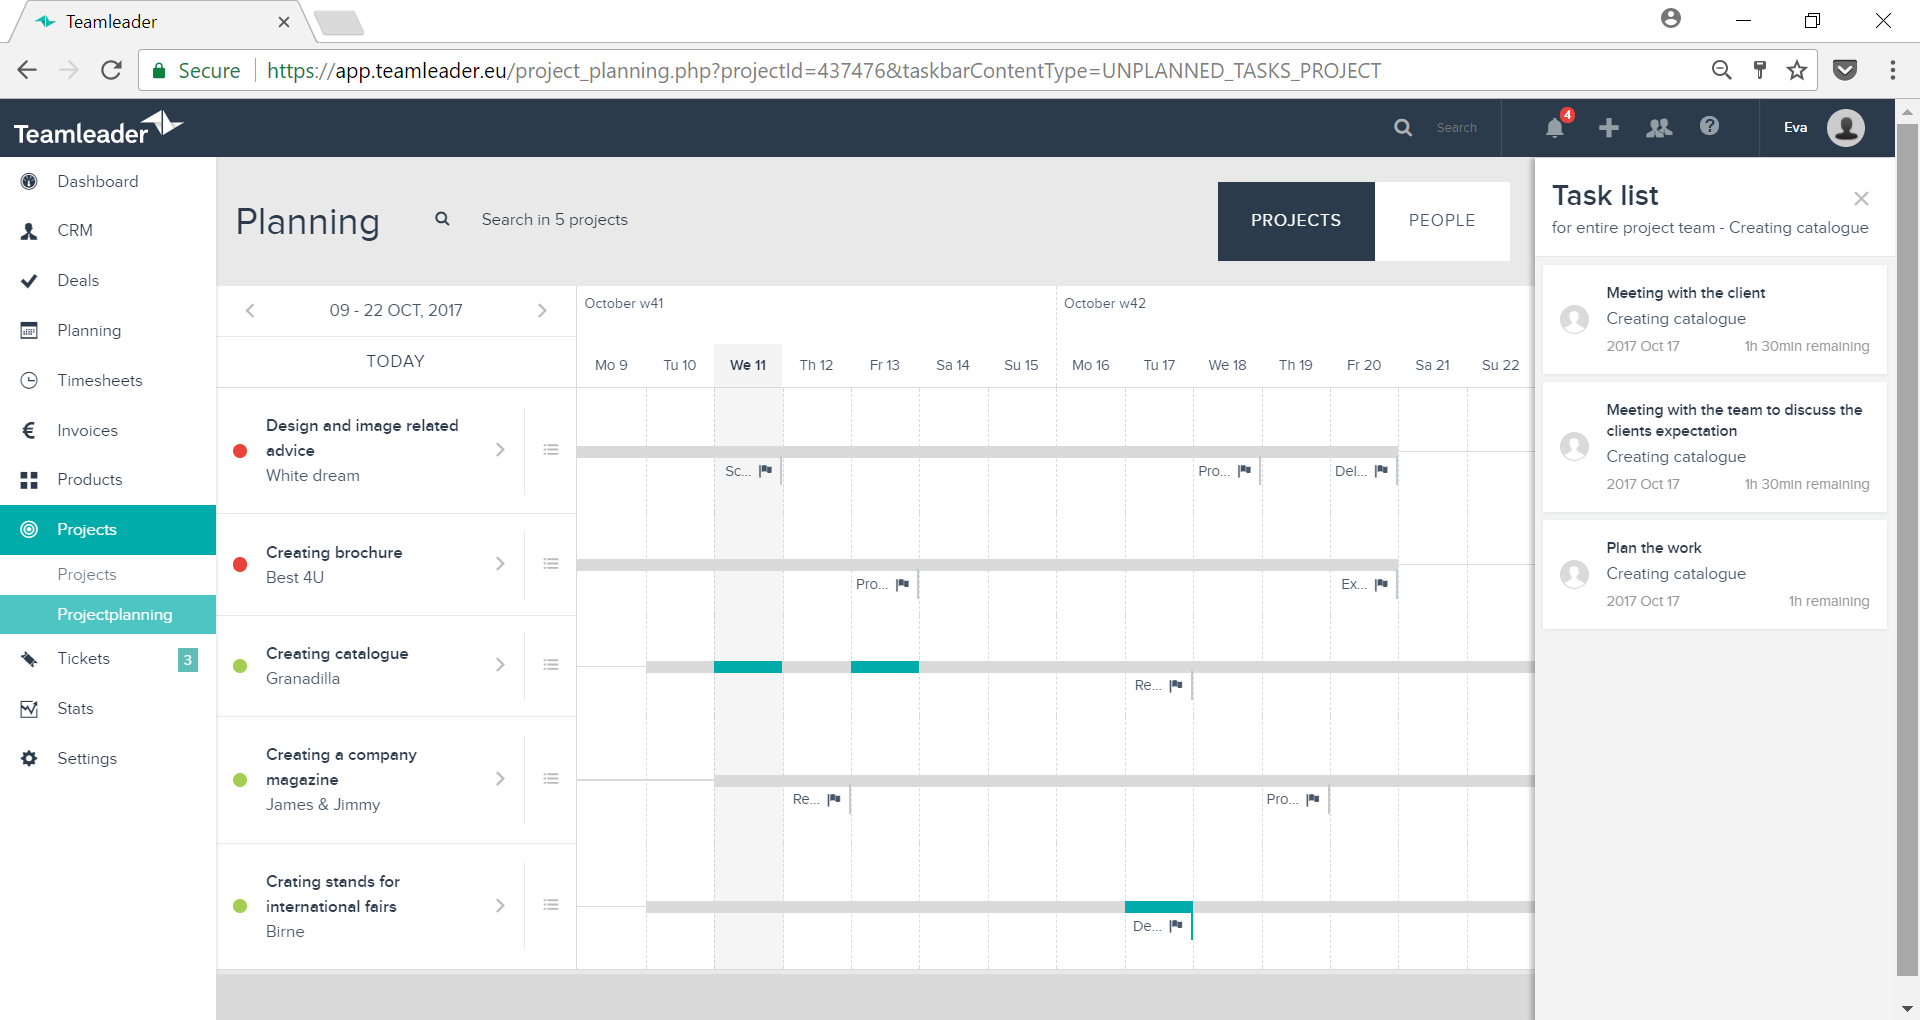 Teamleader
Secure
https://app.teamleader.eu/project_planning.php?projectId=437476&taskbarContentType=UNPLANNED_TASKS_PROJECT
Teamleader
Search
4
Eva
Dashboard
CRM
Deals
Planning
Timesheets
Invoices
Products
Projects
Projects
Projectplanning
Tickets
3
Stats
Settings
Planning
Search in 5 projects
PROJECTS
PEOPLE
09 - 22 OCT, 2017
TODAY
October w41
October w42
Mo 9
Tu 10
We 11
Th 12
Fr 13
Sa 14
Su 15
Mo 16
Tu 17
We 18
Th 19
Fr 20
Sa 21
Su 22
Design and image related
advice
White dream
Sc...
Pro...
Del...
Creating brochure
Best 4U
Pro...
Ex...
Creating catalogue
Granadilla
Re...
Creating a company
magazine
James & Jimmy
Re...
Pro...
Crating stands for
international fairs
Birne
De...
Task list
for entire project team - Creating catalogue
Meeting with the client
Creating catalogue
2017 Oct 17
1h 30min remaining
Meeting with the team to discuss the
clients expectation
Creating catalogue
2017 Oct 17
1h 30min remaining
Plan the work
Creating catalogue
2017 Oct 17
1h remaining